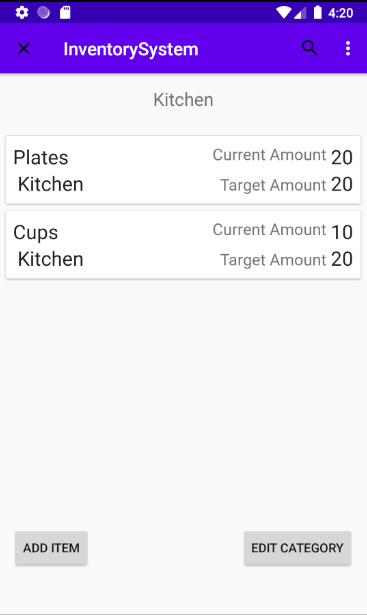 4:20
InventorySystem
Kitchen
Plates Current Amount 20
Kitchen Target Amount 20
Cups Current Amount 10
Kitchen Target Amount 20
ADD ITEM EDIT CATEGORY